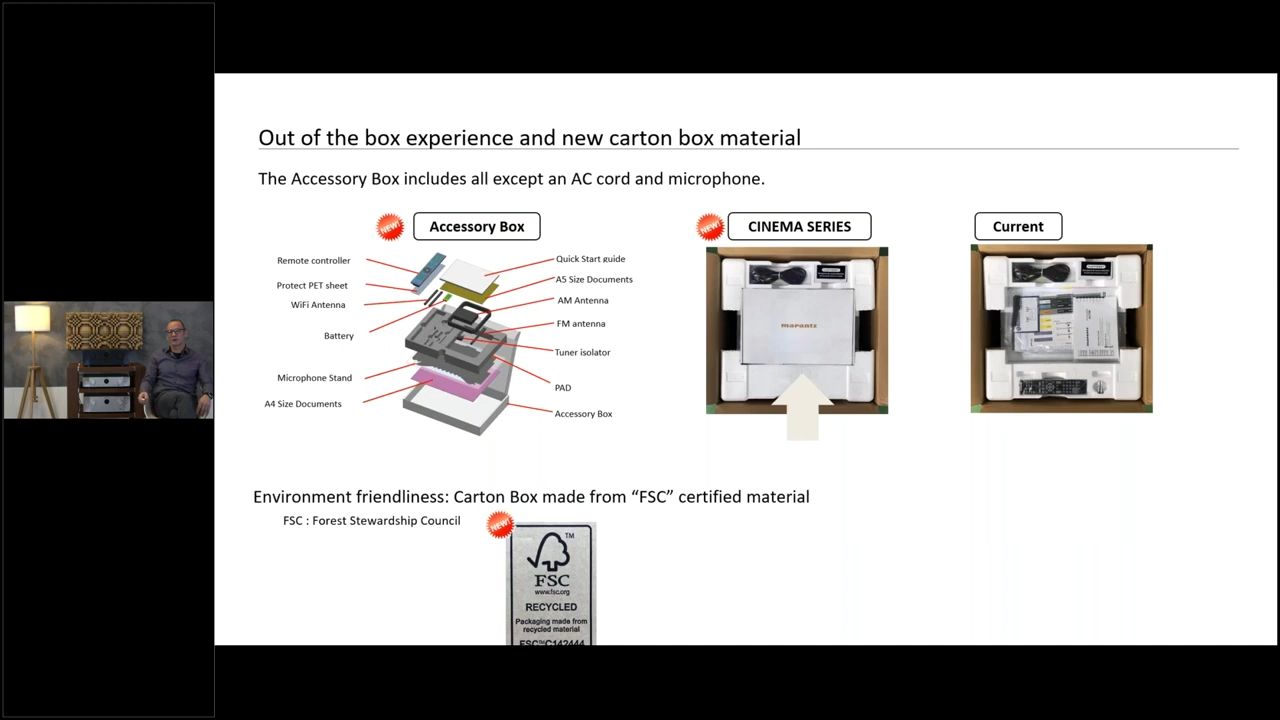 Out of the box experience and new carton box material
The Accessory Box includes all except an AC cord and microphone.
NEW!
Accessory Box
NEW!
CINEMA SERIES
Current
Remote controller
Protect PET sheet
WiFi Antenna
Battery
Microphone Stand
A4 Size Documents
Quick Start guide
A5 Size Documents
AM Antenna
FM antenna
Tuner isolator
PAD
Accessory Box
marantz
Environment friendliness: Carton Box made from “FSC” certified material
FSC : Forest Stewardship Council
NEW!
TM
FSC
www.fsc.org
RECYCLED
Packaging made from
recycled material
FSC™C142444